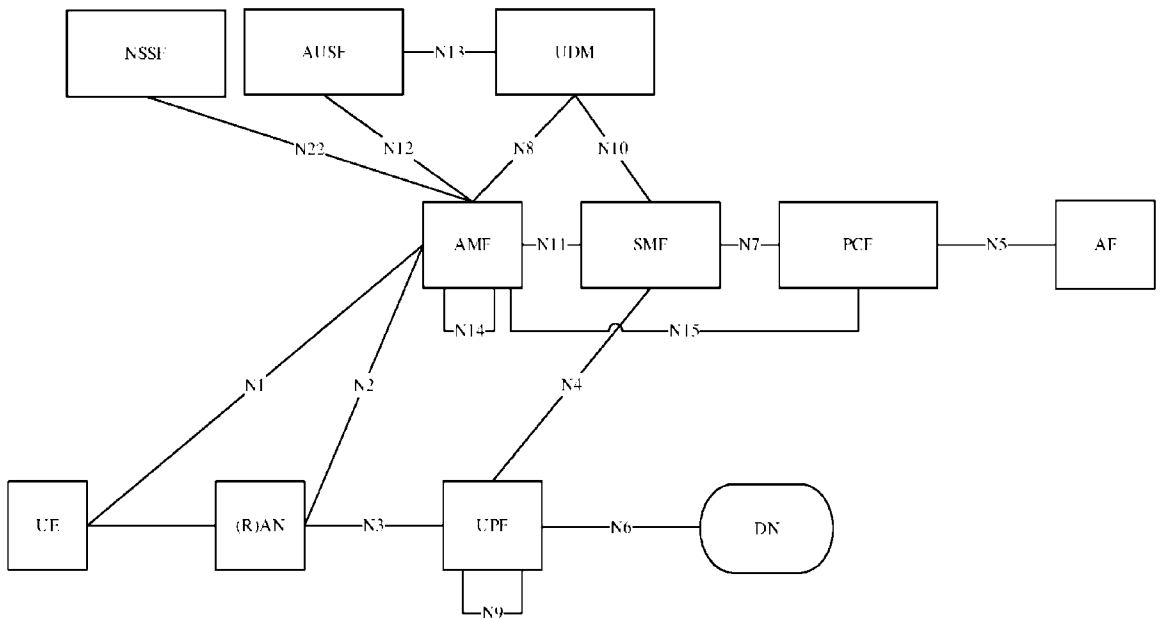 NSSF
AUSF
N13
UDM
N22
N12
N8
N10
AMF
N11
SMF
N7
PCF
N5
AF
N14
N15
N1
N2
N4
UE
(R)AN
N3
UPF
N6
DN
N9